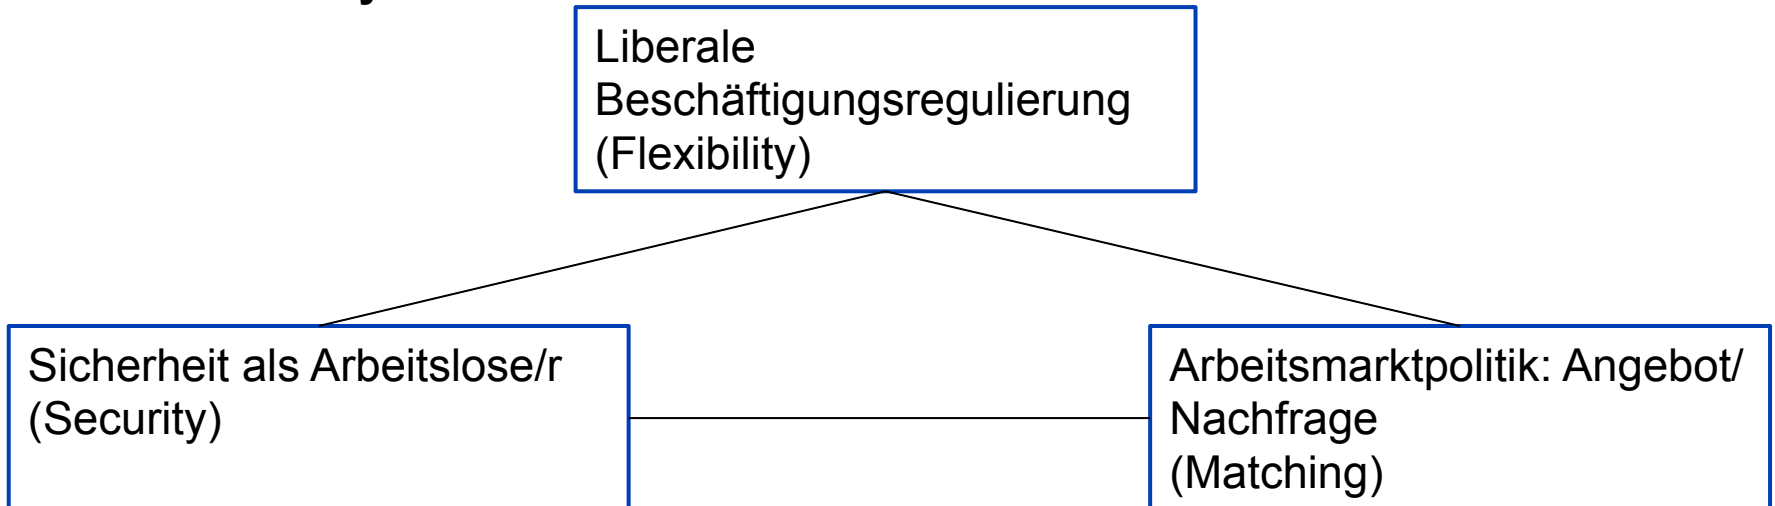 Liberale
Beschäftigungsregulierung
(Flexibility)
Sicherheit als Arbeitslose/r
(Security)
Arbeitsmarktpolitik: Angebot/
Nachfrage
(Matching)